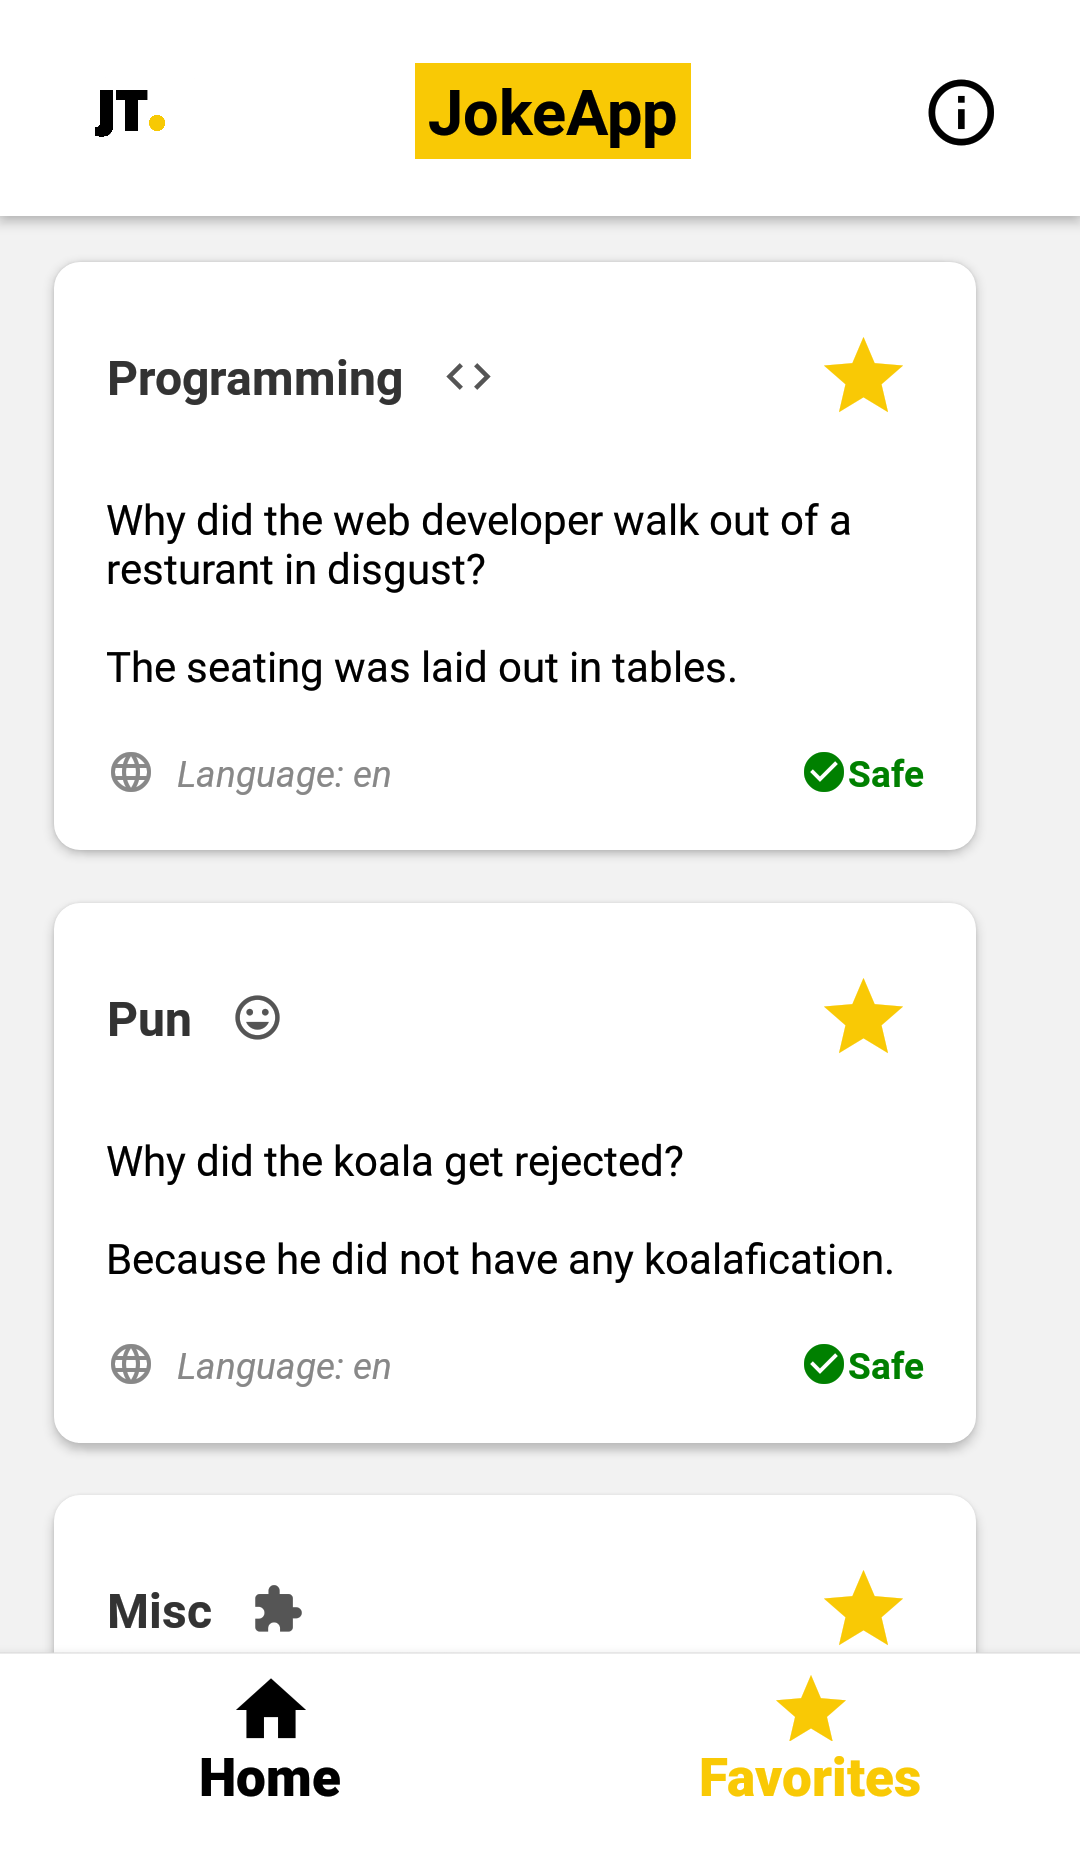 JT.
JokeApp
Programming
Why did the web developer walk out of a
resturant in disgust?
The seating was laid out in tables.
Language: en
Safe
Pun
Why did the koala get rejected?
Because he did not have any koalafication.
Language: en
Safe
Misc
Home
Favorites